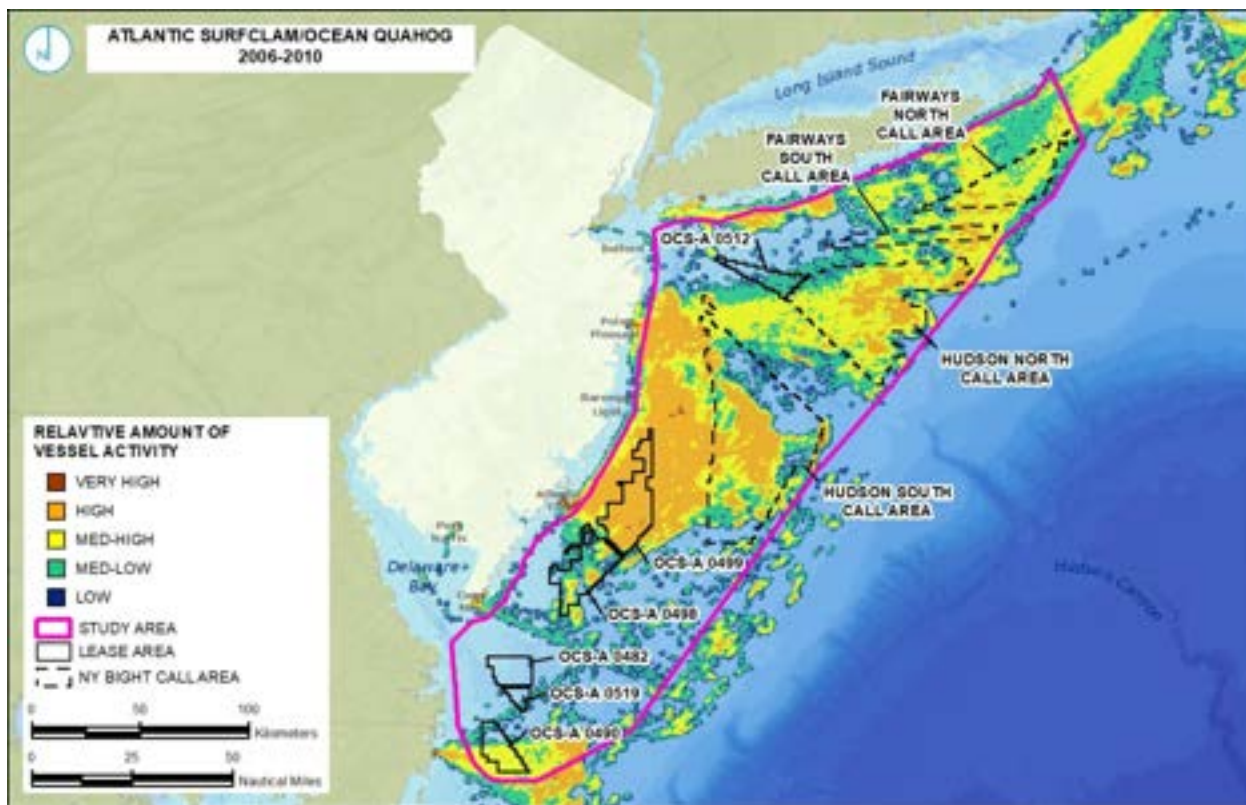 N
ATLANTIC SURFCLAM/OCEAN QUAHOG
2006-2010
Long Island Sound
FAIRWAYS
NORTH
CALL AREA
FAIRWAYS
SOUTH
CALL AREA
OCS-A 0512
HUDSON NORTH
CALL AREA
HUDSON SOUTH
CALL AREA
OCS-A 0499
OCS-A 0498
Delaware
Bay
Cape
OCS-A 0482
OCS-A 0519
OCS-A 0490
Canyon
RELAVTIVE AMOUNT OF
VESSEL ACTIVITY
VERY HIGH
HIGH
MED-HIGH
MED-LOW
LOW
STUDY AREA
LEASE AREA
NY BIGHT CALL AREA
0 50 100
Kilometers
0 25 50
Nautical Miles